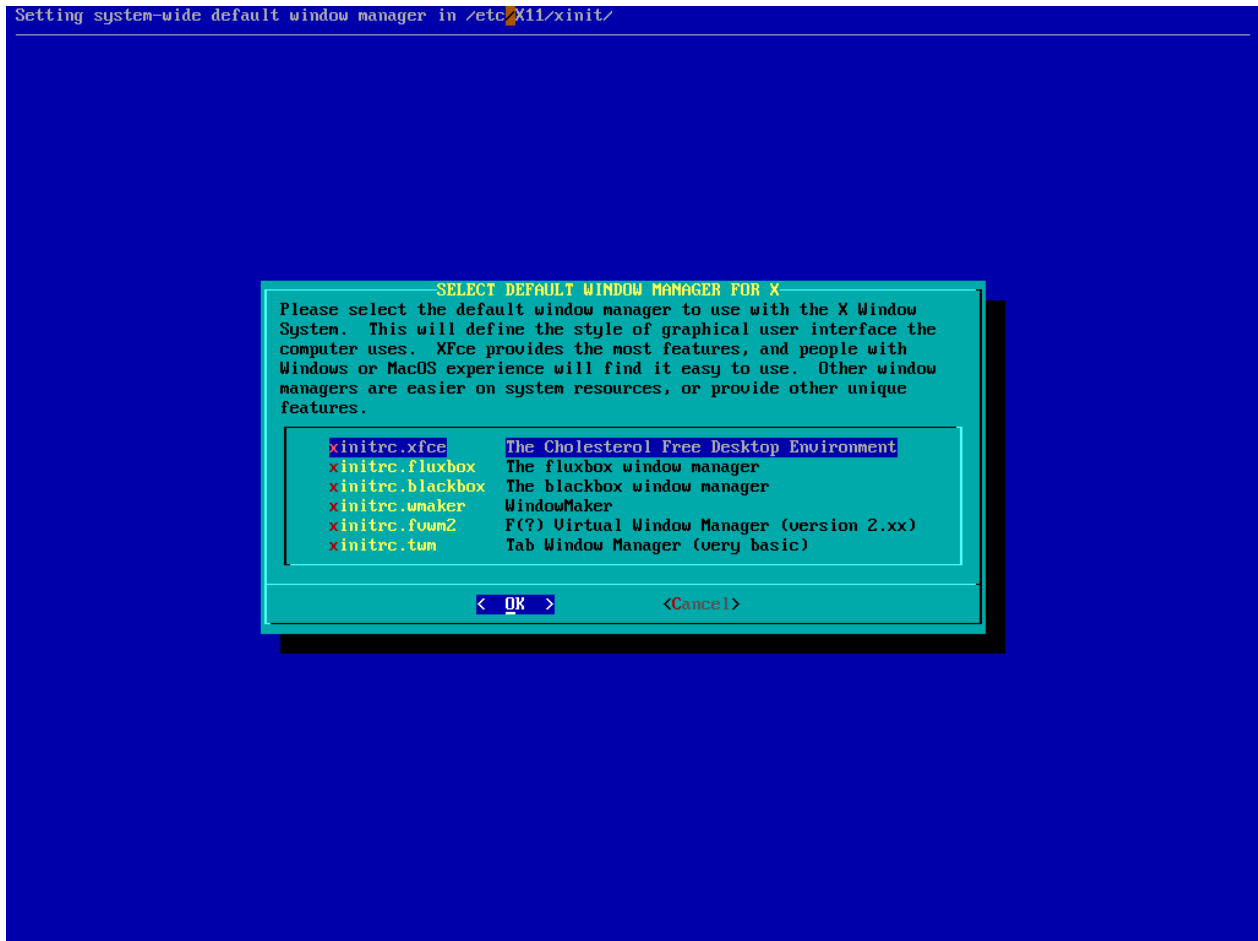 Setting system-wide default window manager in /etc/X11/xinit/
SELECT DEFAULT WINDOW MANAGER FOR X
Please select the default window manager to use with the X Window
System.  This will define the style of graphical user interface the
computer uses.  XFce provides the most features, and people with
Windows or MacOS experience will find it easy to use.  Other window
managers are easier on system resources, or provide other unique
features.
xinitrc.xfce      The Cholesterol Free Desktop Environment
xinitrc.fluxbox   The fluxbox window manager
xinitrc.blackbox  The blackbox window manager
xinitrc.wmaker    WindowMaker
xinitrc.fvwm2     F(?) Virtual Window Manager (version 2.xx)
xinitrc.twm       Tab Window Manager (very basic)
<  OK  >           <Cancel>